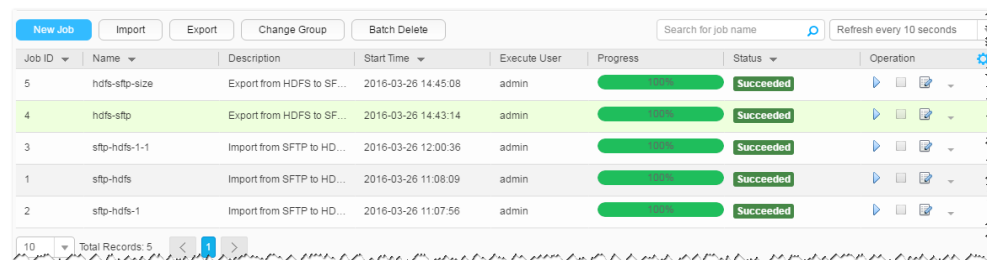 New Job Import Export Change Group Batch Delete Search for job name Refresh every 10 seconds
Job ID Name Description Start Time Execute User Progress Status Operation
5 hdfs-sftp-size Export from HDFS to SF... 2016-03-26 14:45:08 admin 100% Succeeded
4 hdfs-sftp Export from HDFS to SF... 2016-03-26 14:43:14 admin 100% Succeeded
3 sftp-hdfs-1-1 Import from SFTP to HD... 2016-03-26 12:00:36 admin 100% Succeeded
1 sftp-hdfs Import from SFTP to HD... 2016-03-26 11:08:09 admin 100% Succeeded
2 sftp-hdfs-1 Import from SFTP to HD... 2016-03-26 11:07:56 admin 100% Succeeded
10 Total Records: 5 < 1 >